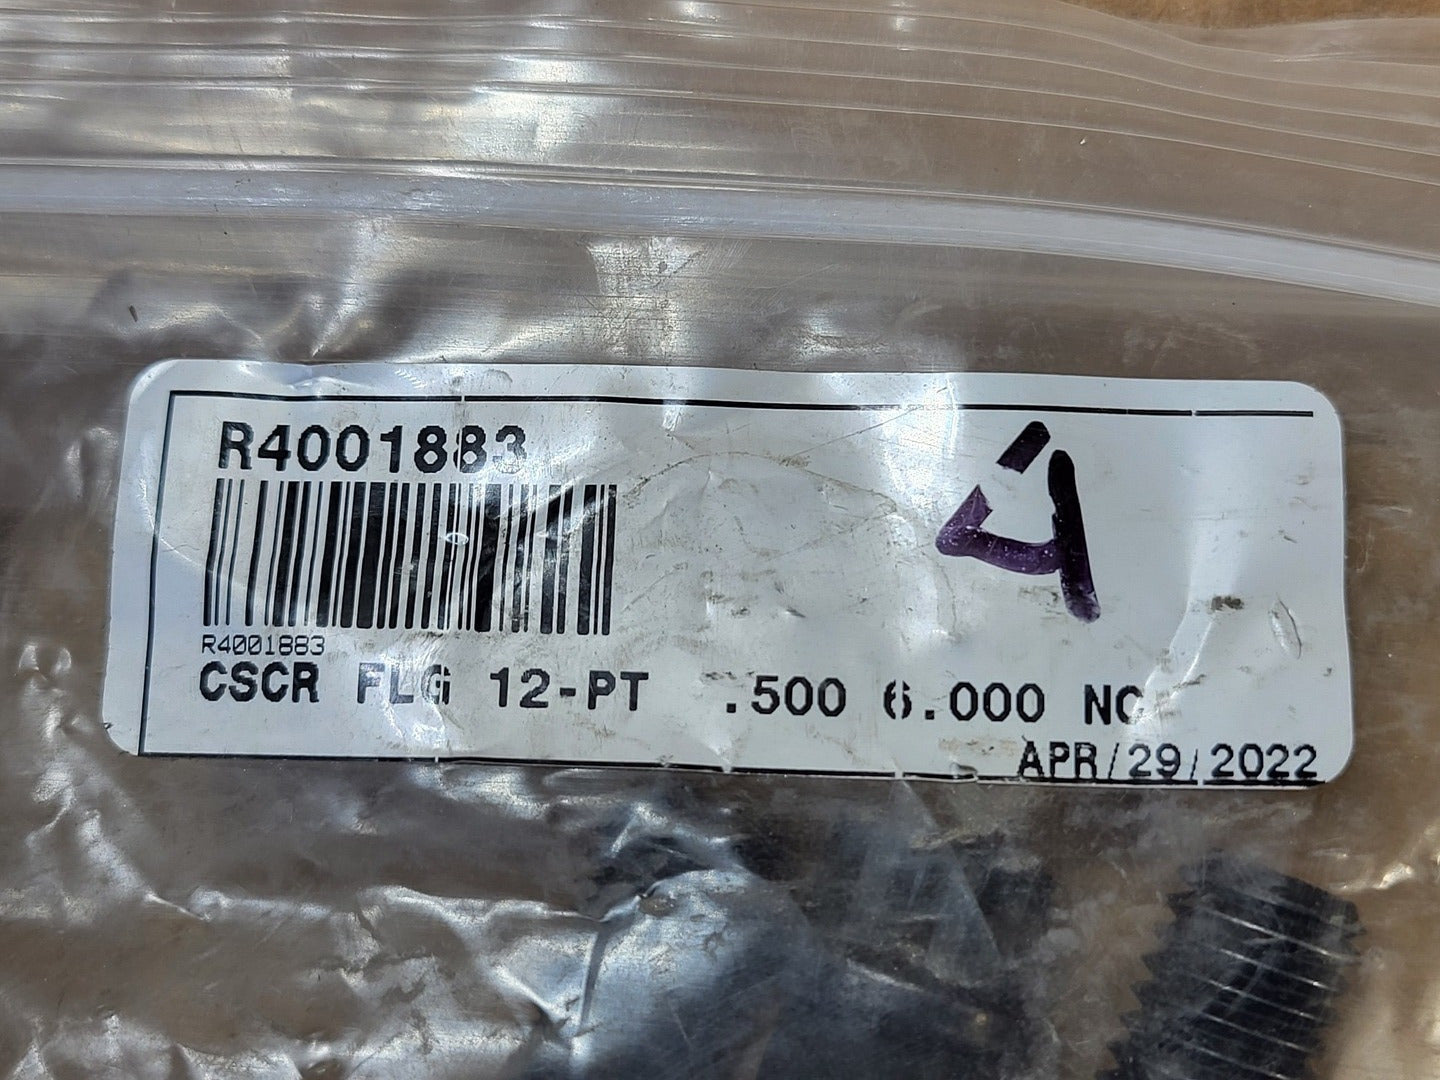 R4001883
4
R4001883
CSCR FLG 12-PT .500 6.000 NC
APR/29/2022